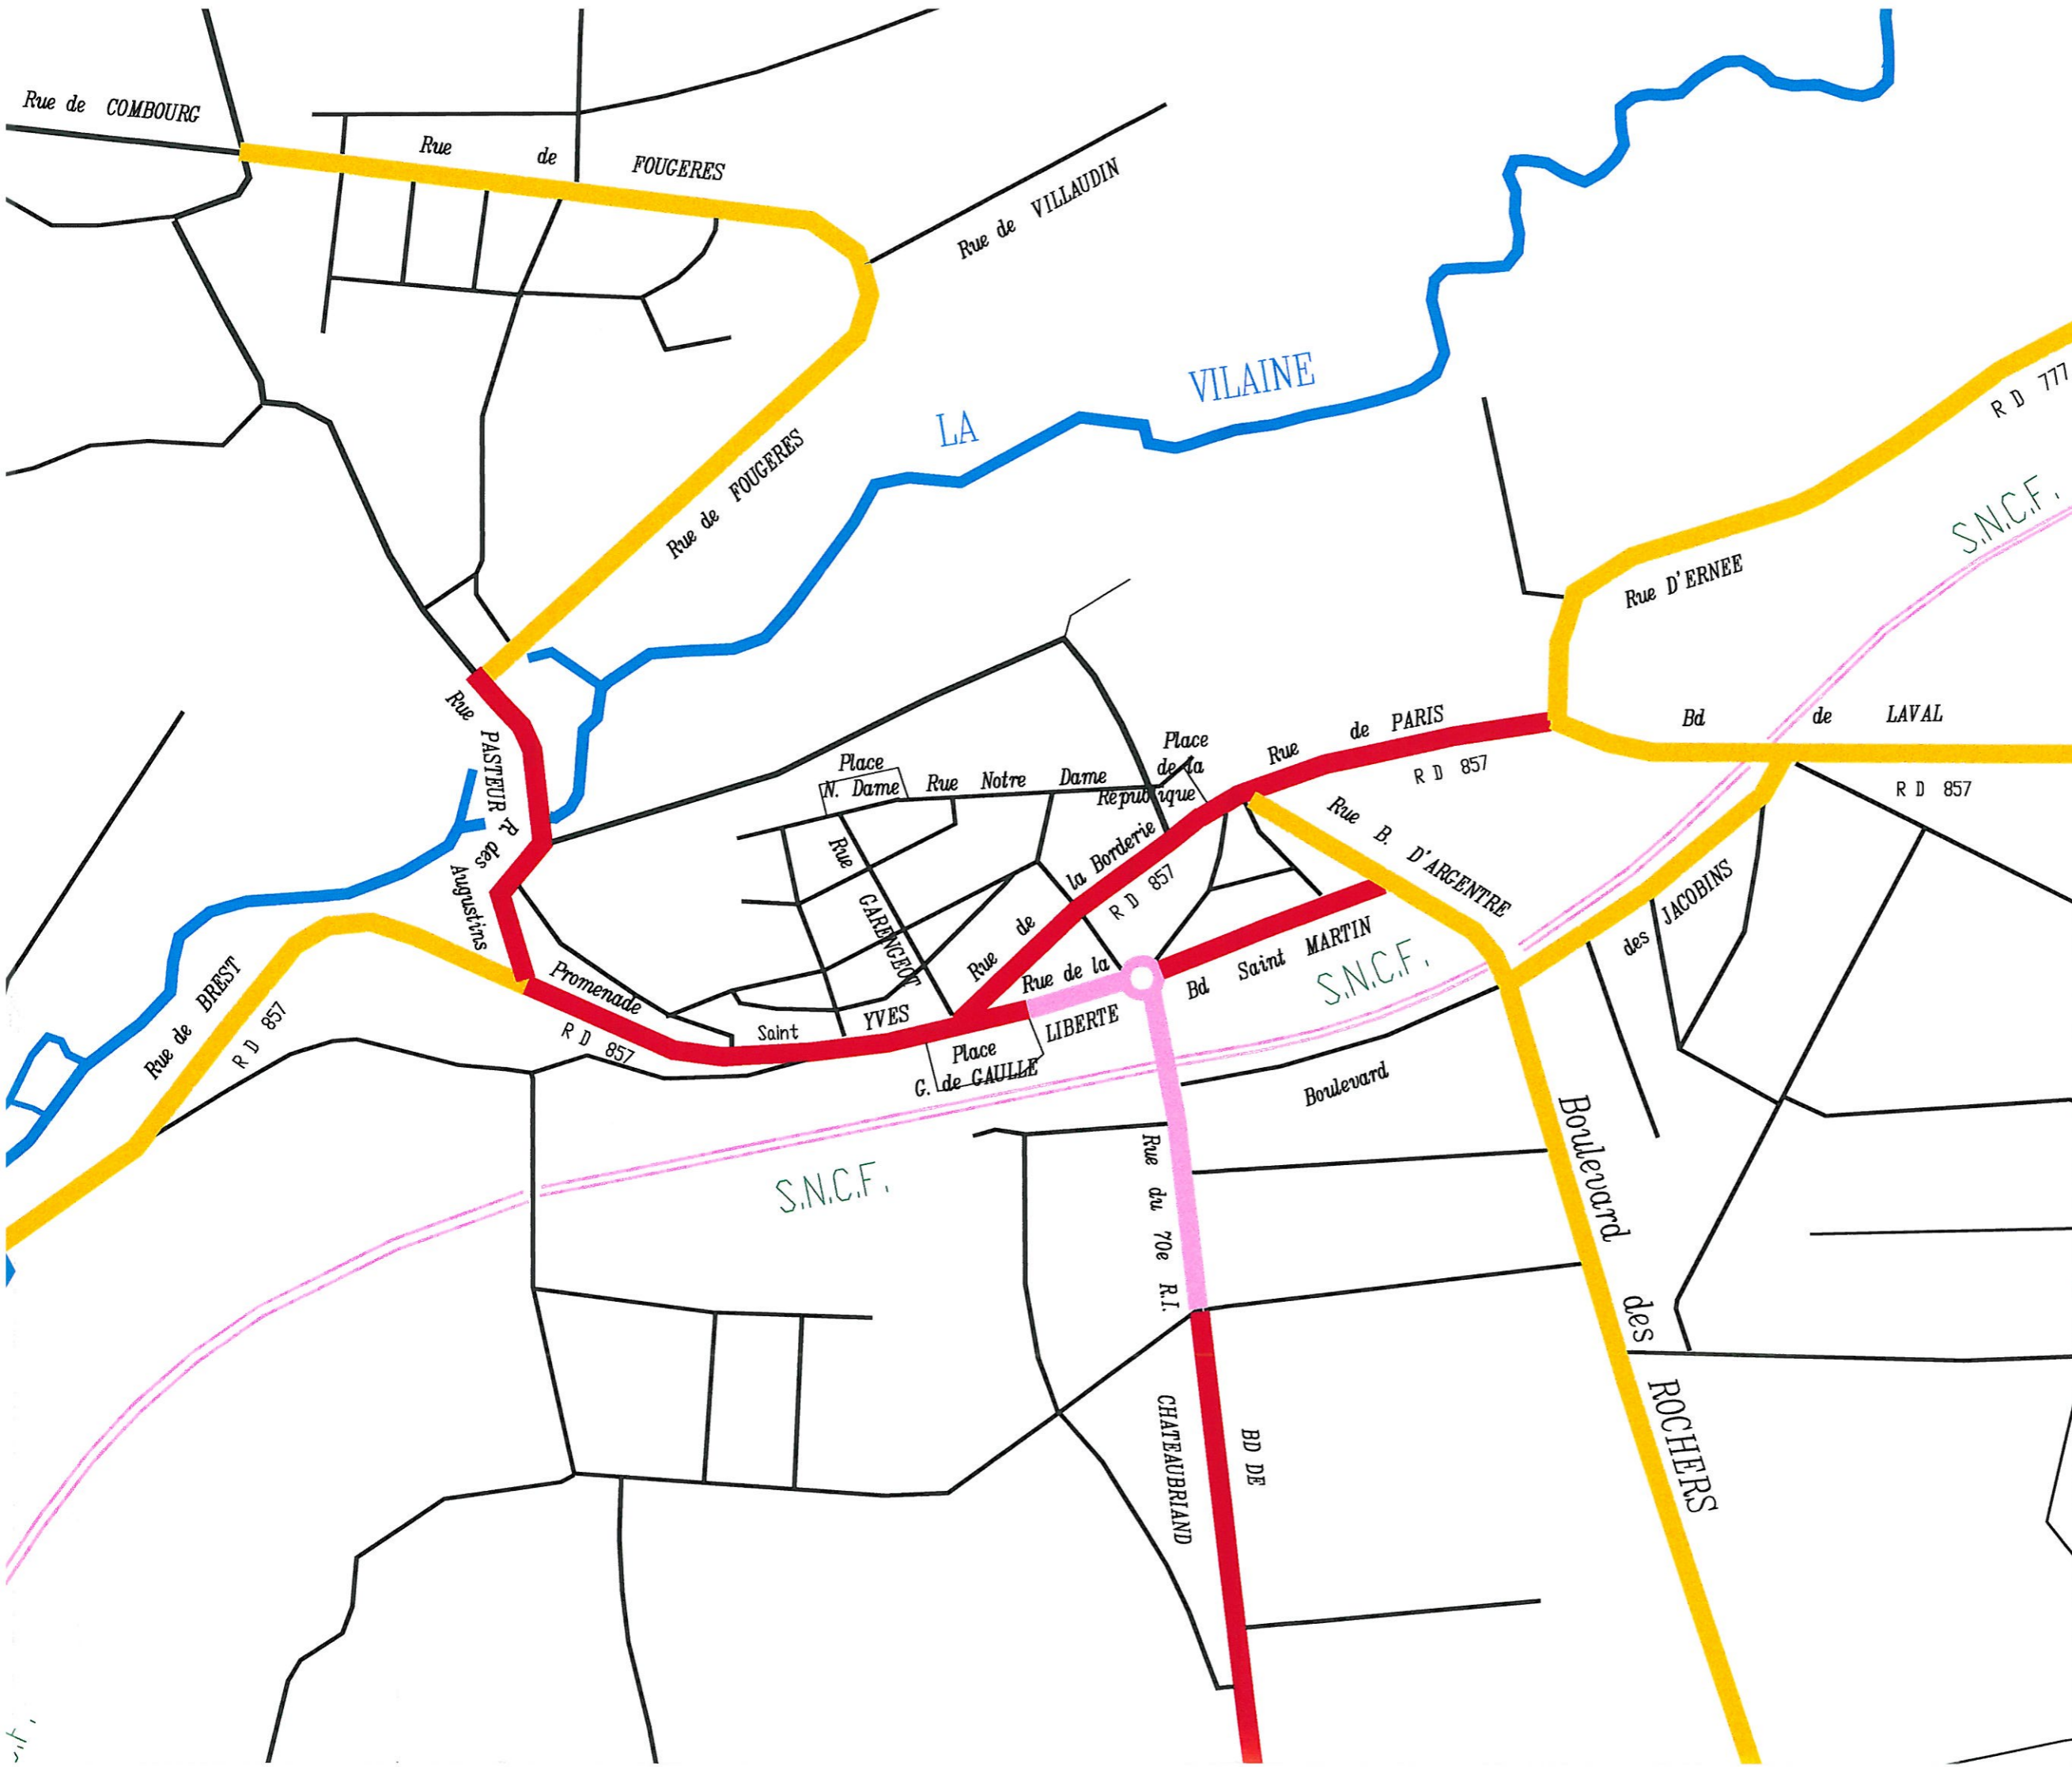 Rue de COMBOURG
Rue de FOUGERES
Rue de VILLAUDIN
LA VILAINE
Rue de FOUGERES
R D 777
S.N.C.F.
Rue D'ERNEE
Rue PASTEUR
R. des Augustins
Place N. Dame
Rue Notre Dame
Place de la République
Rue de PARIS
R D 857
Bd de LAVAL
R D 857
Rue B. D'ARGENTRE
Rue GARENGEOT
Rue de la Borderie
R D 857
des JACOBINS
Rue de BREST
R D 857
Promenade Saint YVES
R D 857
Rue de la LIBERTE
Bd Saint MARTIN
S.N.C.F.
Place
G. de GAULLE
Boulevard
S.N.C.F.
Rue du 70e R.I.
Boulevard des ROCHERS
BD DE
CHATEAUBRIAND